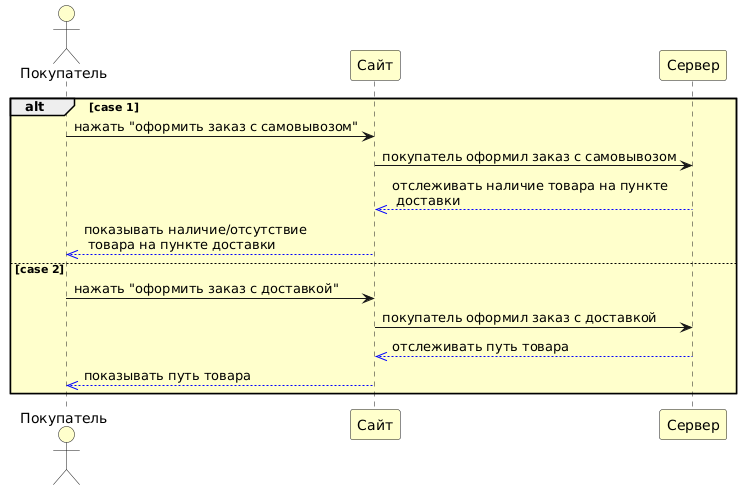 Покупатель
Сайт
Сервер
alt
[case 1]
нажать "оформить заказ с самовывозом"
покупатель оформил заказ с самовывозом
отслеживать наличие товара на пункте
доставки
показывать наличие/отсутствие
товара на пункте доставки
[case 2]
нажать "оформить заказ с доставкой"
покупатель оформил заказ с доставкой
отслеживать путь товара
показывать путь товара
Покупатель
Сайт
Сервер